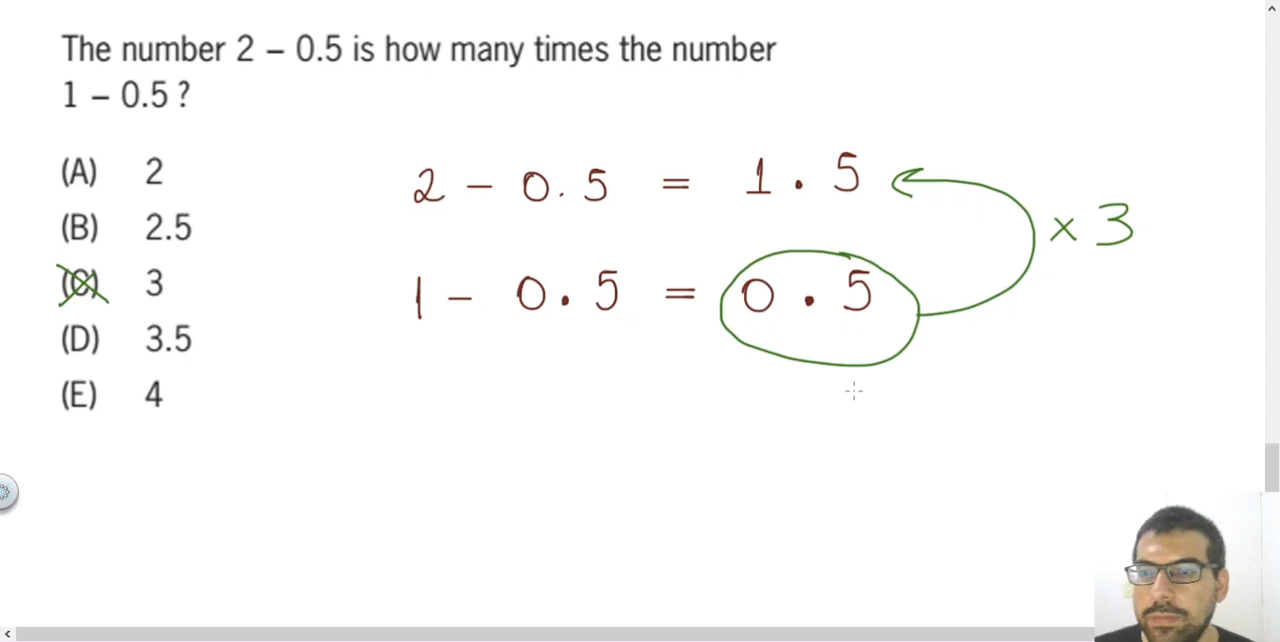 The number 2 – 0.5 is how many times the number
1 – 0.5 ?
(A) 2
(B) 2.5
(C) 3
(D) 3.5
(E) 4
2 – 0.5 = 1.5
× 3
1 – 0.5 = 0.5